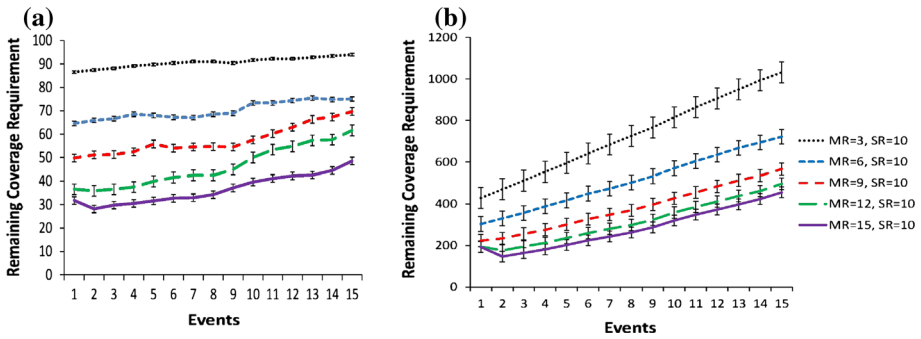 (a)
Remaining Coverage Requirement
100
90
80
70
60
50
40
30
20
10
0
1 2 3 4 5 6 7 8 9 10 11 12 13 14 15
Events
(b)
Remaining Coverage Requirement
1200
1000
800
600
400
200
0
1 2 3 4 5 6 7 8 9 10 11 12 13 14 15
Events
MR=3, SR=10
MR=6, SR=10
MR=9, SR=10
MR=12, SR=10
MR=15, SR=10